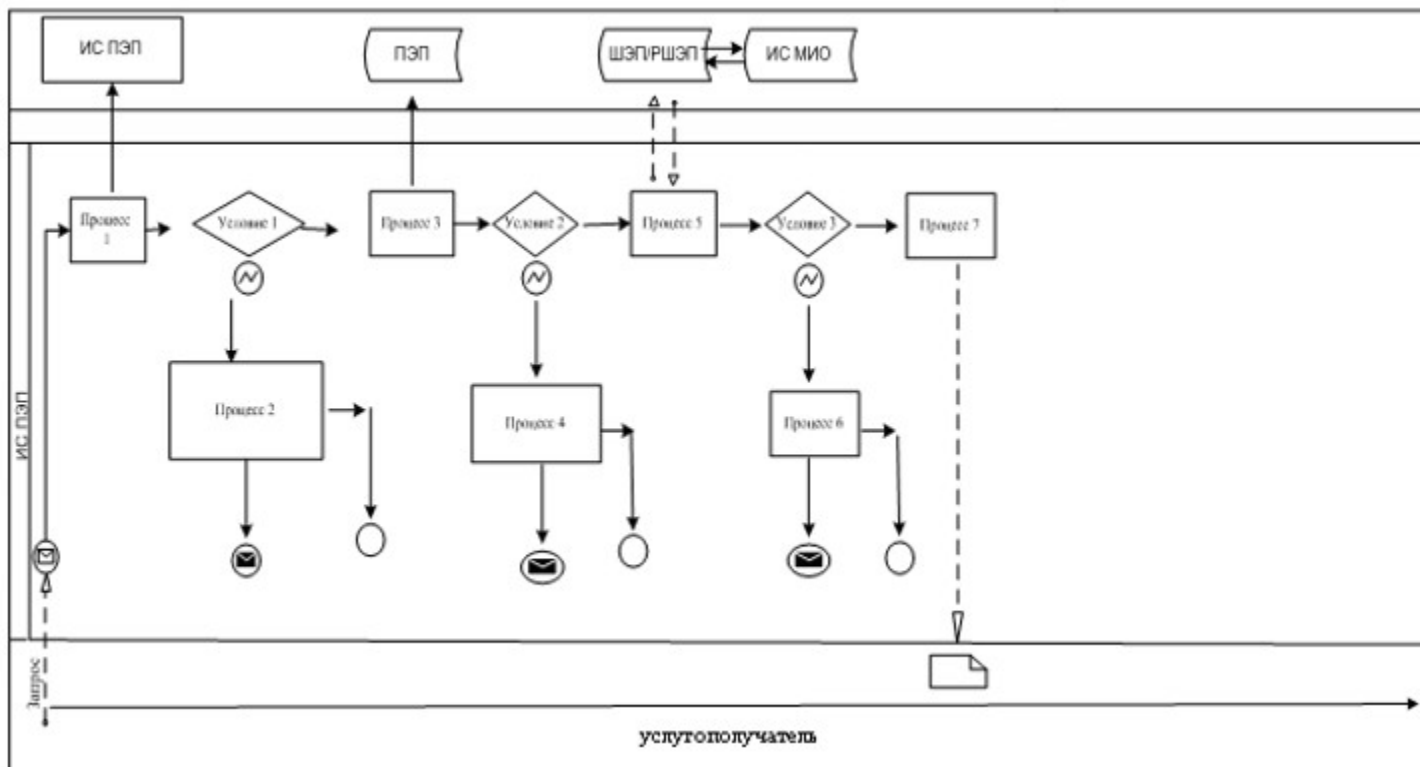 ИС ПЭП
ПЭП
ШЭП/РШЭП
ИС МИО
Процесс
1
Условие 1
Процесс 3
Условие 2
Процесс 5
Условие 3
Процесс 7
Процесс 2
Процесс 4
Процесс 6
ИС ПЭП
Запрос
услугополучатель